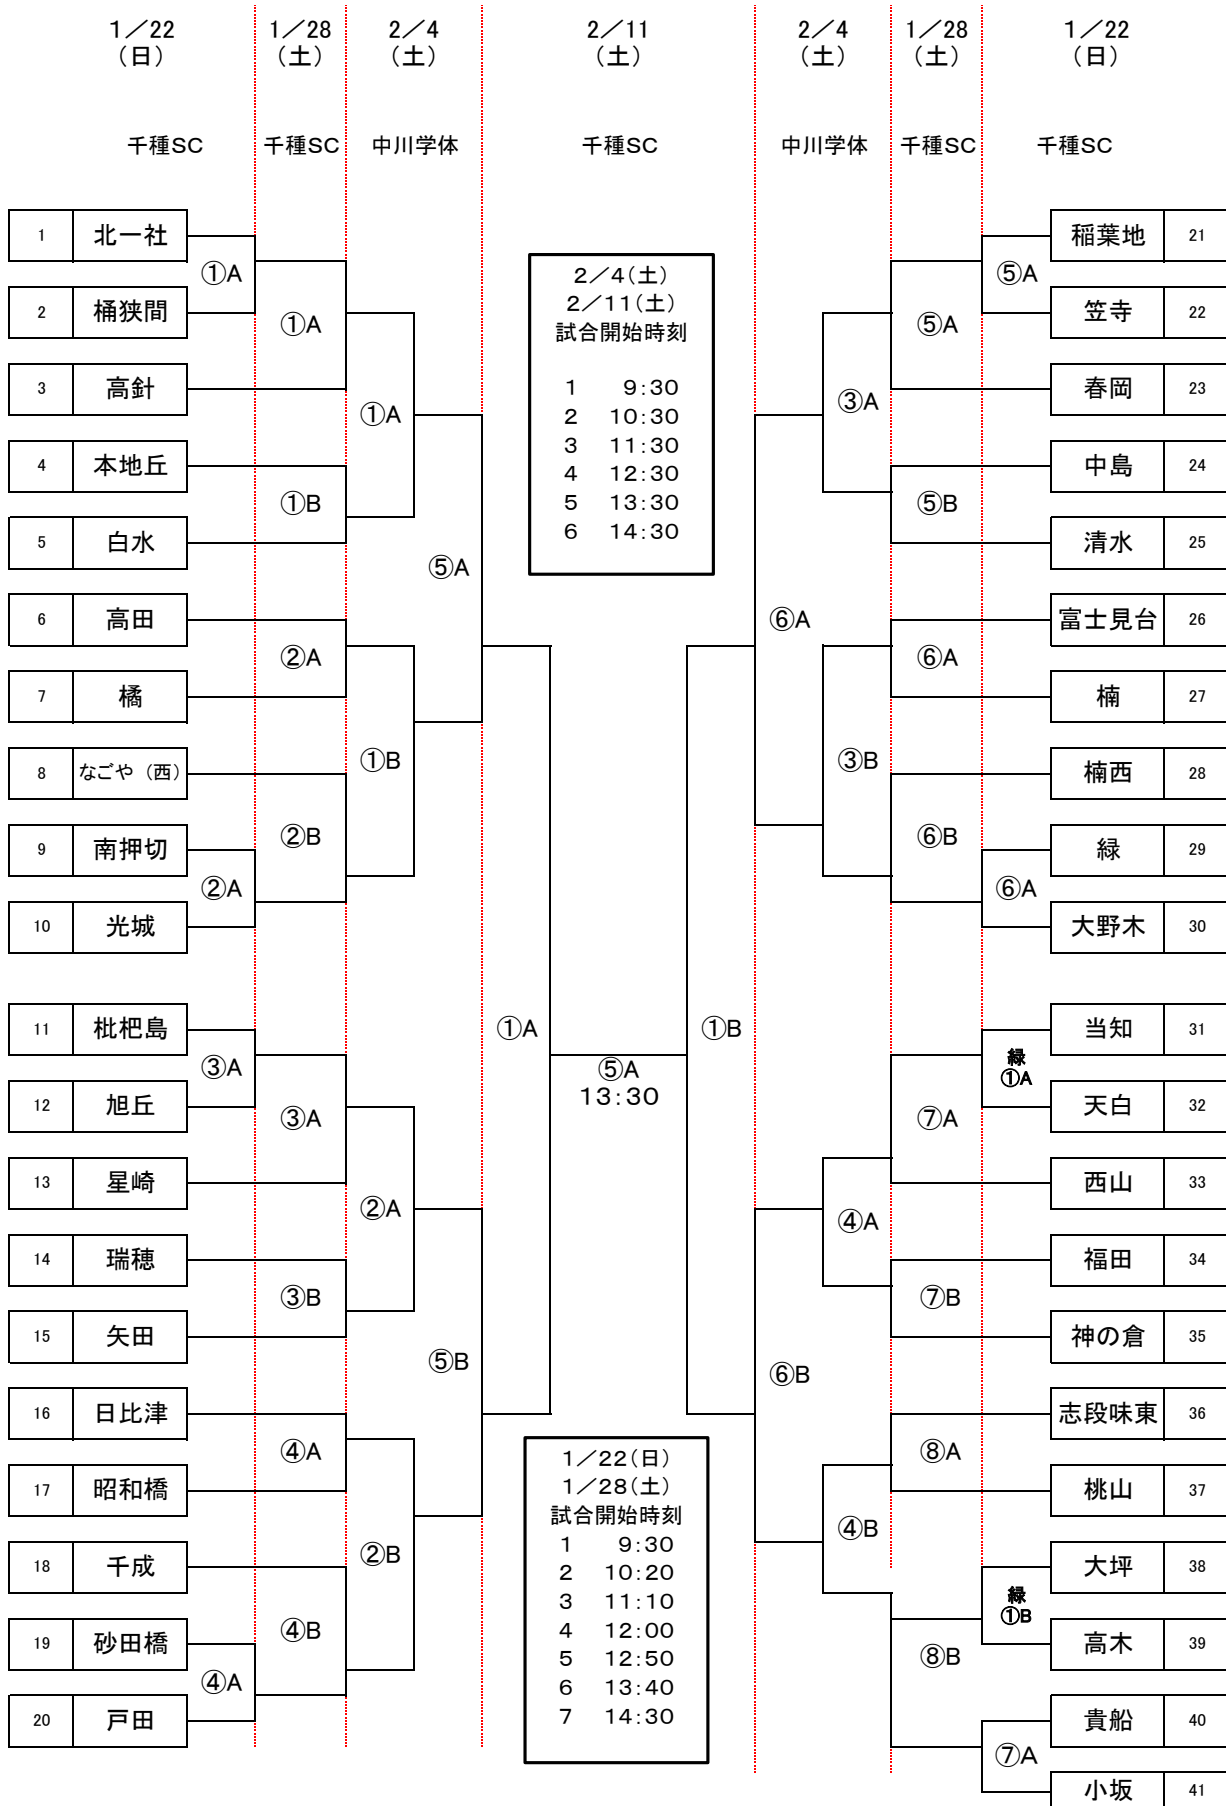 1／22 1／28 2／4 2／11 2／4 1／28 1／22
（日） （土） （土） （土） （土） （土） （日）
千種SC 千種SC 中川学体 千種SC 中川学体 千種SC 千種SC
1 北一社
①A
2 桶狭間
①A
3 高針
①A
4 本地丘
①B
5 白水
⑤A
6 高田
②A
7 橘
①B
8 なごや（西）
②B
9 南押切
②A
10 光城
11 枇杷島
③A
12 旭丘
③A
13 星崎
②A
14 瑞穂
③B
15 矢田
⑤B
16 日比津
④A
17 昭和橋
②B
18 千成
④B
19 砂田橋
④A
20 戸田
2／4（土）
2／11（土）
試合開始時刻
1 9:30
2 10:30
3 11:30
4 12:30
5 13:30
6 14:30
①A
⑤A
13:30
①B
1／22（日）
1／28（土）
試合開始時刻
1 9:30
2 10:20
3 11:10
4 12:00
5 12:50
6 13:40
7 14:30
稲葉地 21
⑤A
笠寺 22
⑤A
春岡 23
③A
中島 24
⑤B
清水 25
⑥A
富士見台 26
⑥A
楠 27
③B
楠西 28
⑥B
緑 29
⑥A
大野木 30
当知 31
緑
①A
天白 32
⑦A
西山 33
④A
福田 34
⑦B
神の倉 35
⑥B
志段味東 36
⑧A
桃山 37
④B
大坪 38
緑
①B
高木 39
⑧B
貴船 40
⑦A
小坂 41